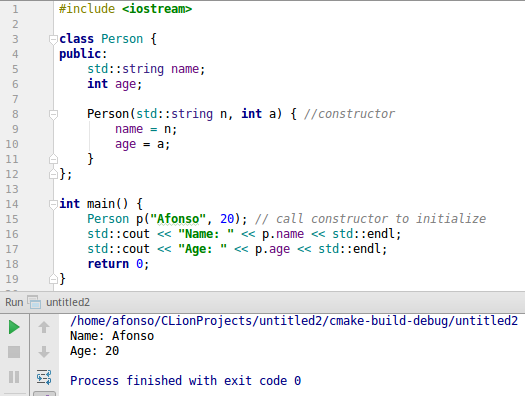 1 #include <iostream>
2
3 class Person {
4 public:
5     std::string name;
6     int age;
7
8     Person(std::string n, int a) { //constructor
9         name = n;
10         age = a;
11     }
12 };
13
14 int main() {
15     Person p("Afonso", 20); // call constructor to initialize
16     std::cout << "Name: " << p.name << std::endl;
17     std::cout << "Age: " << p.age << std::endl;
18     return 0;
19 }
Run untitled2
/home/afonso/CLionProjects/untitled2/cmake-build-debug/untitled2
Name: Afonso
Age: 20
Process finished with exit code 0